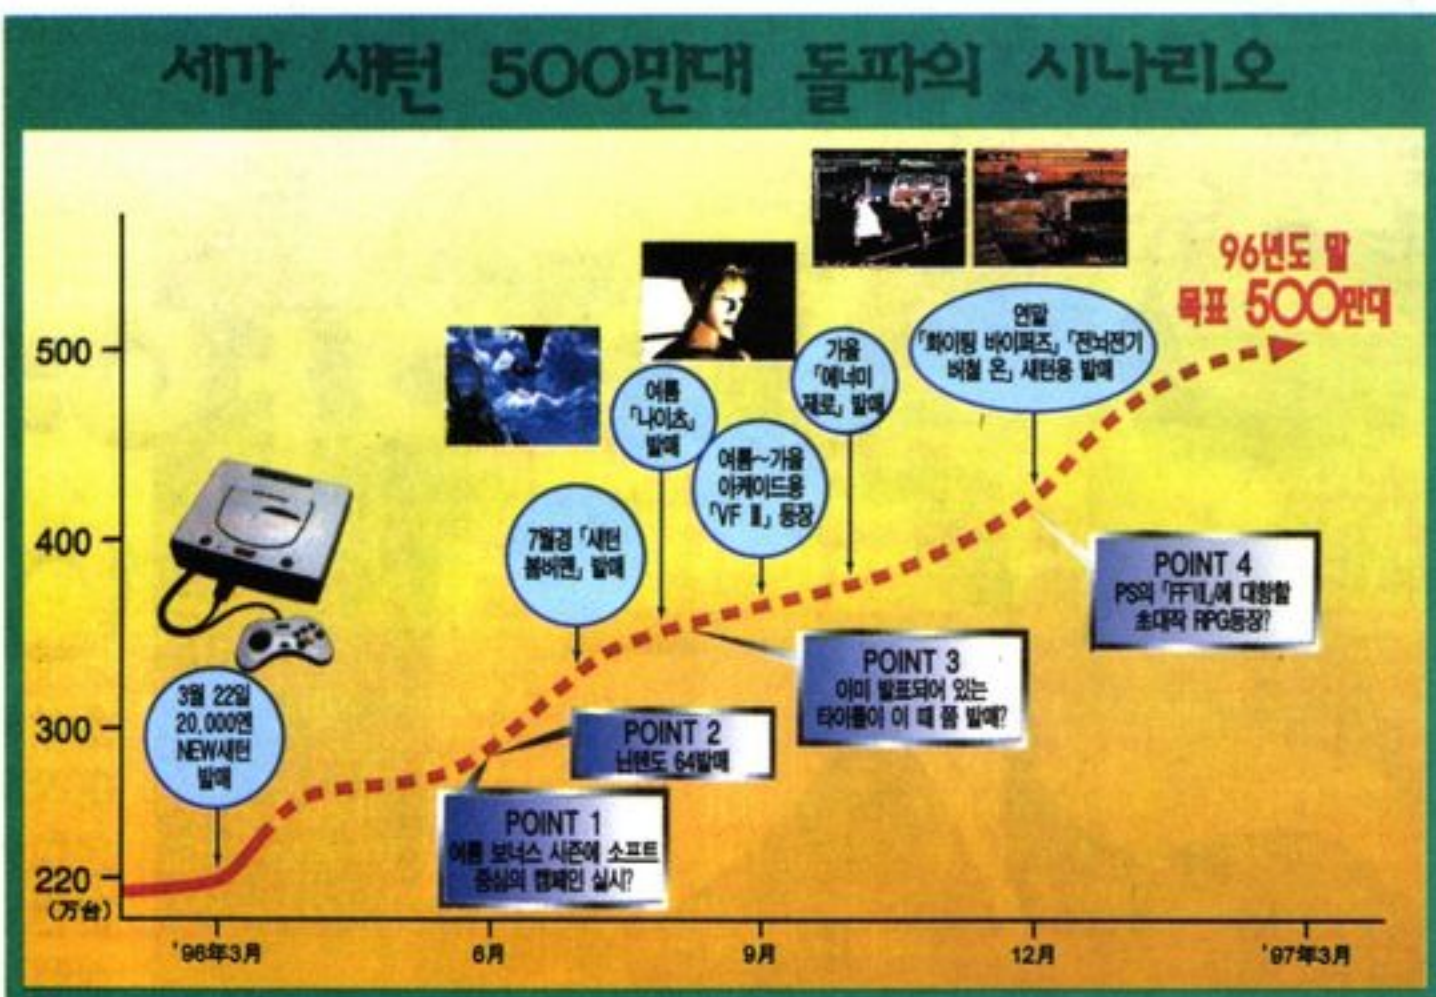 세가 새턴 500만대 돌파의 시나리오
96년도 말
목표 500만대
500
400
300
220
(万台)
연말
「화이팅 바이퍼즈」「전뇌전기
버철 온」 새턴용 발매
가을
「에너미
제로」 발매
여름
「나이츠」
발매
여름~가을
아케이드용
「VF Ⅲ」 등장
7월경 「새턴
봄버맨」 발매
3월 22일
20,000엔
NEW새턴
발매
POINT 4
PS의 「FFⅦ」에 대항할
초대작 RPG등장?
POINT 3
이미 발표되어 있는
타이틀이 이 때 쯤 발매?
POINT 2
닌텐도 64발매
POINT 1
여름 보너스 시즌에 소프트
중심의 캠페인 실시?
'96年3月
6月
9月
12月
'97年3月